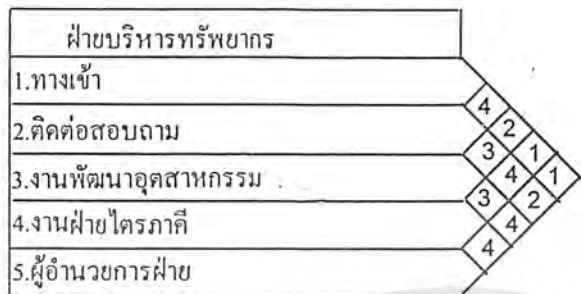 ฝ่ายบริหารทรัพยากร
1.ทางเข้า
2.ติดต่อสอบถาม
3.งานพัฒนาอุตสาหกรรม
4.งานฝ่ายไตรภาคี
5.ผู้อำนวยการฝ่าย
4
2
3
1
4
1
3
2
4
4